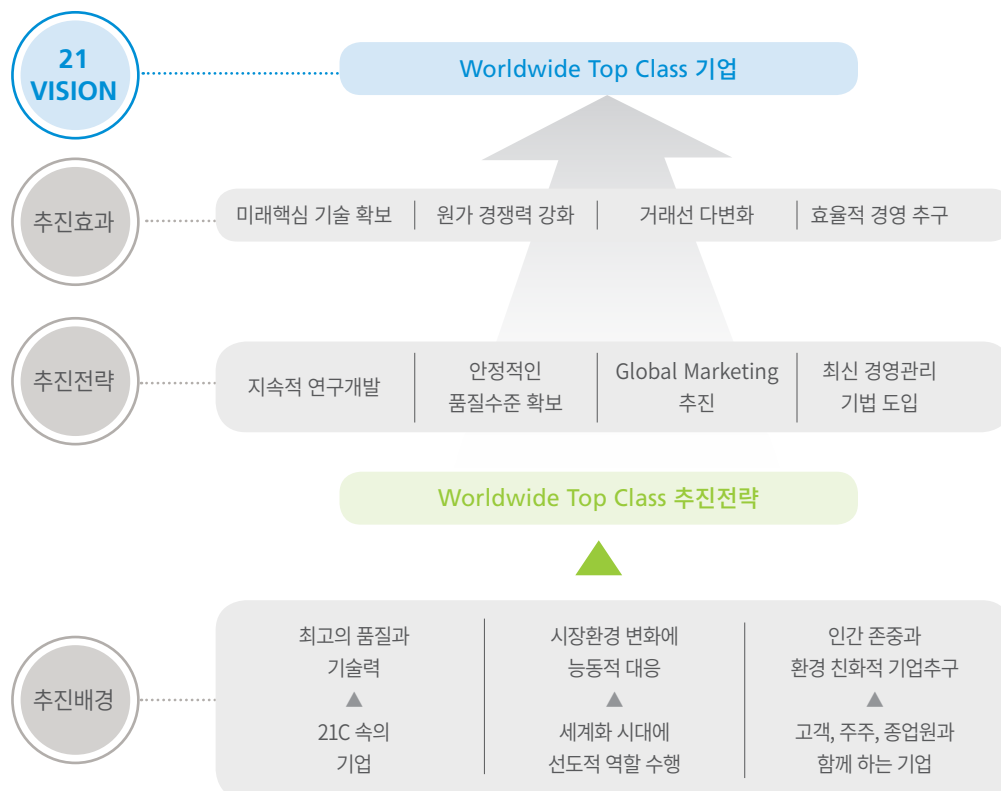 21
VISION
Worldwide Top Class 기업
추진효과
미래핵심 기술 확보
원가 경쟁력 강화
거래선 다변화
효율적 경영 추구
추진전략
지속적 연구개발
안정적인
품질수준 확보
Global Marketing
추진
최신 경영관리
기법 도입
Worldwide Top Class 추진전략
추진배경
최고의 품질과
기술력
▲
21C 속의
기업
시장환경 변화에
능동적 대응
▲
세계화 시대에
선도적 역할 수행
인간 존중과
환경 친화적 기업추구
▲
고객, 주주, 종업원과
함께 하는 기업